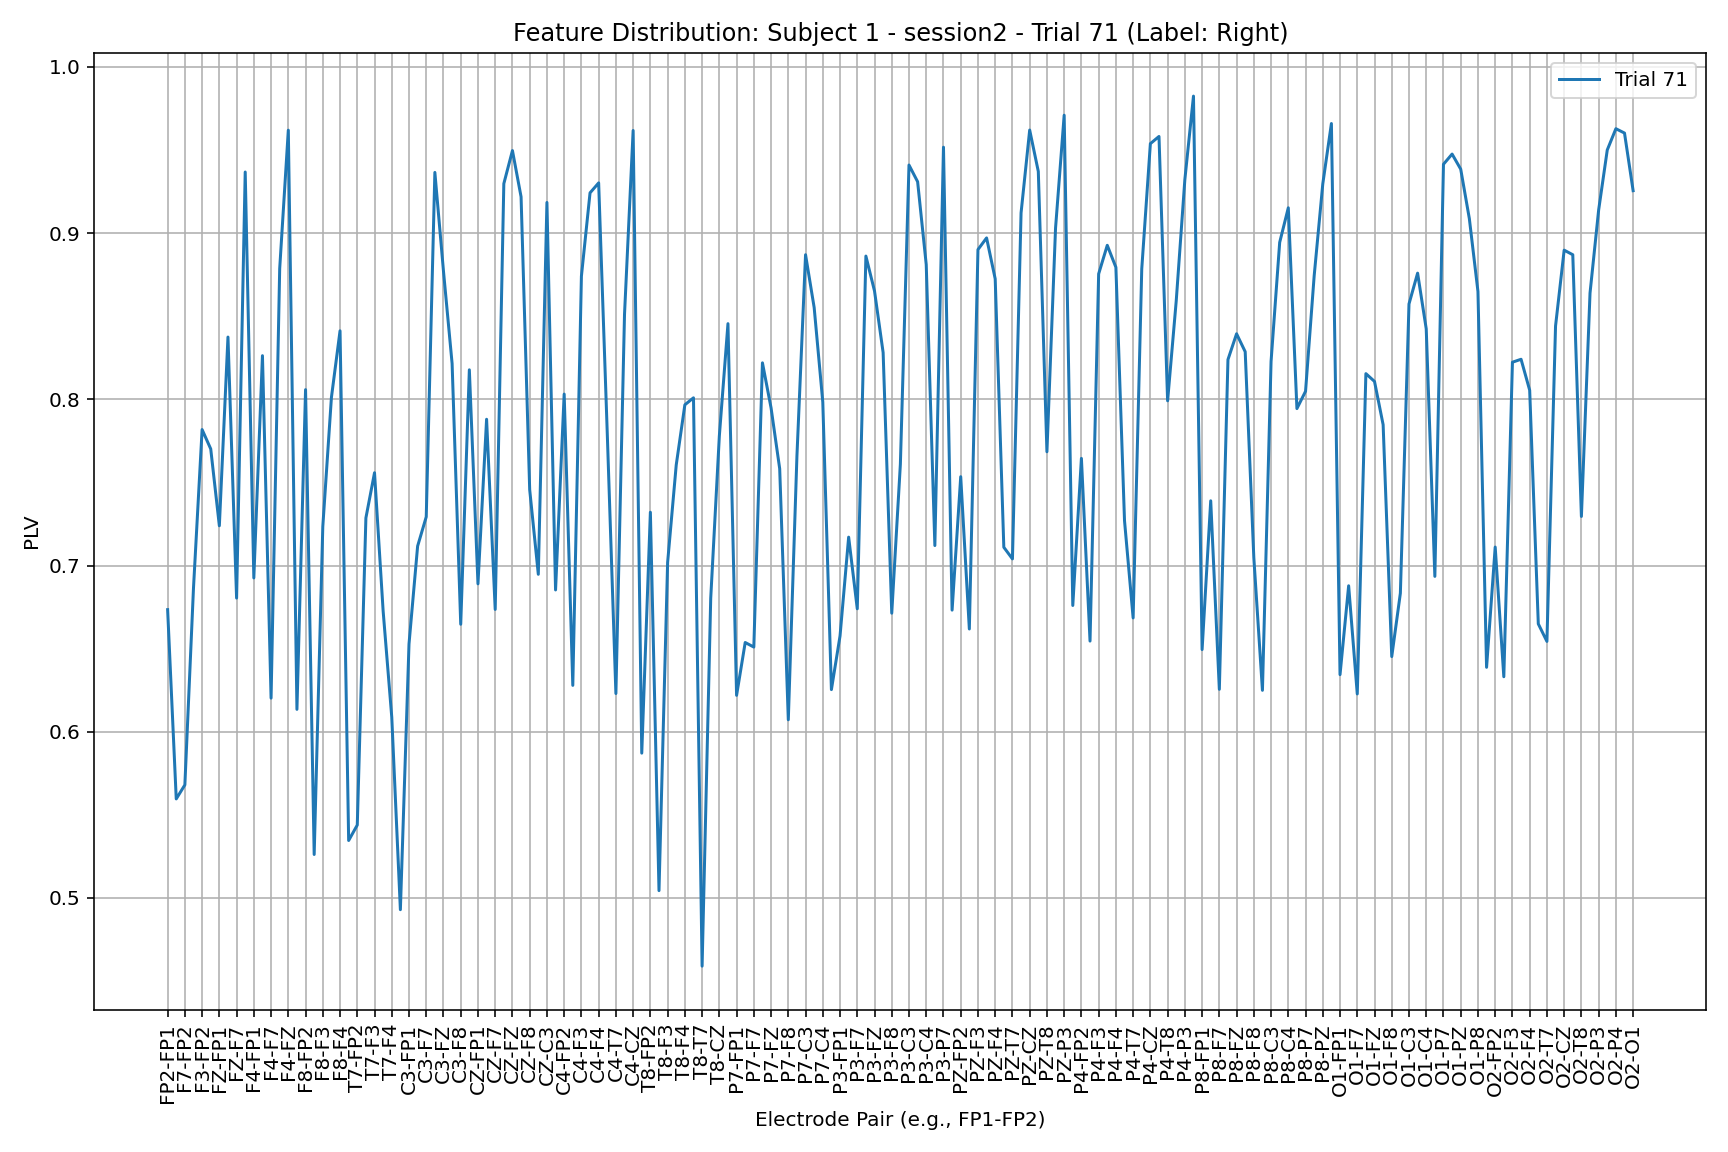 Feature Distribution: Subject 1 - session2 - Trial 71 (Label: Right)
Trial 71
1.0
0.9
0.8
0.7
0.6
0.5
PLV
FP2-FP1
F7-FP2
F3-FP2
FZ-FP1
FZ-F7
F4-FP1
F4-F7
F4-FZ
F8-FP2
F8-F3
F8-F4
T7-FP2
T7-F3
T7-F4
C3-FP1
C3-F7
C3-FZ
C3-F8
CZ-FP1
CZ-F7
CZ-FZ
CZ-F8
CZ-C3
C4-FP2
C4-F3
C4-F4
C4-T7
C4-CZ
T8-FP2
T8-F3
T8-F4
T8-T7
T8-CZ
P7-FP1
P7-F7
P7-FZ
P7-F8
P7-C3
P7-C4
P3-FP1
P3-F7
P3-FZ
P3-F8
P3-C3
P3-C4
P3-P7
PZ-FP2
PZ-F3
PZ-F4
PZ-T7
PZ-CZ
PZ-T8
PZ-P3
P4-FP2
P4-F3
P4-F4
P4-T7
P4-CZ
P4-T8
P4-P3
P8-FP1
P8-F7
P8-FZ
P8-F8
P8-C3
P8-C4
P8-P7
P8-PZ
O1-FP1
O1-F7
O1-FZ
O1-F8
O1-C3
O1-C4
O1-P7
O1-PZ
O1-P8
O2-FP2
O2-F3
O2-F4
O2-T7
O2-CZ
O2-T8
O2-P3
O2-P4
O2-O1
Electrode Pair (e.g., FP1-FP2)